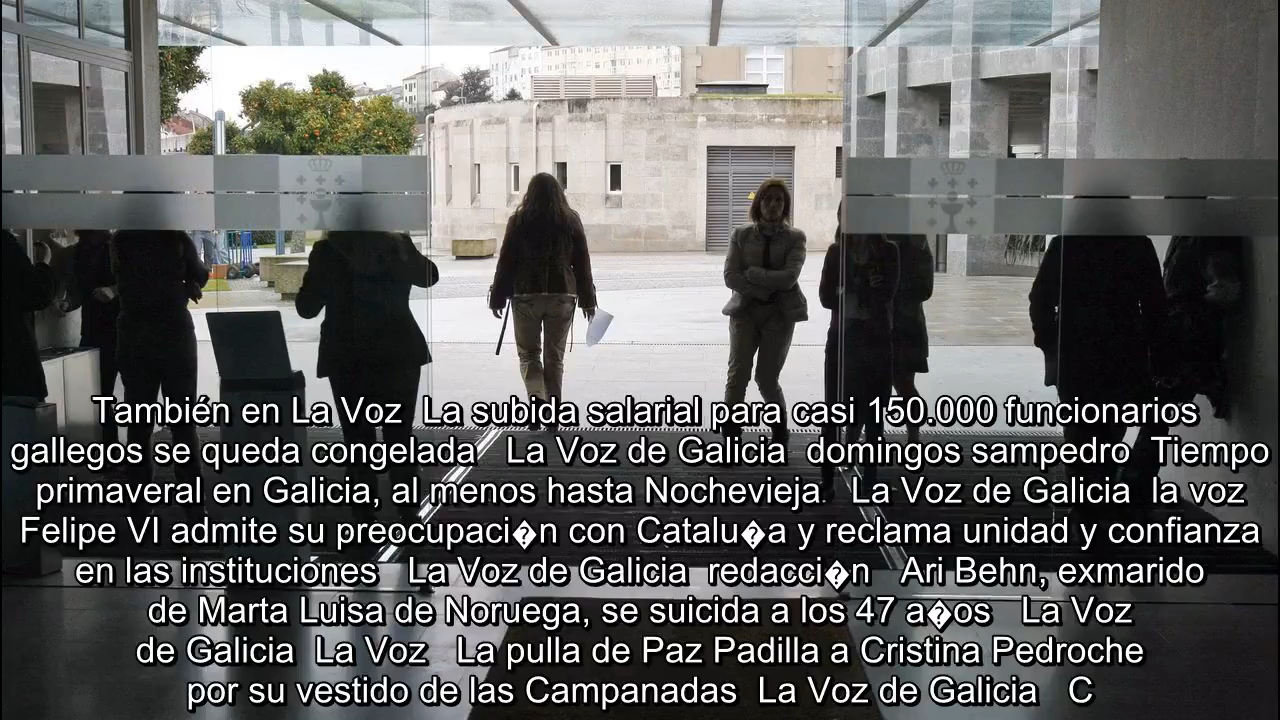 También en La Voz  La subida salarial para casi 150.000 funcionarios
gallegos se queda congelada   La Voz de Galicia  domingos sampedro  Tiempo
primaveral en Galicia, al menos hasta Nochevieja.   La Voz de Galicia  la voz
Felipe VI admite su preocupaci�n con Catalu�a y reclama unidad y confianza
en las instituciones   La Voz de Galicia  redacci�n   Ari Behn, exmarido
de Marta Luisa de Noruega, se suicida a los 47 a�os   La Voz
de Galicia  La Voz   La pulla de Paz Padilla a Cristina Pedroche
por su vestido de las Campanadas  La Voz de Galicia   C